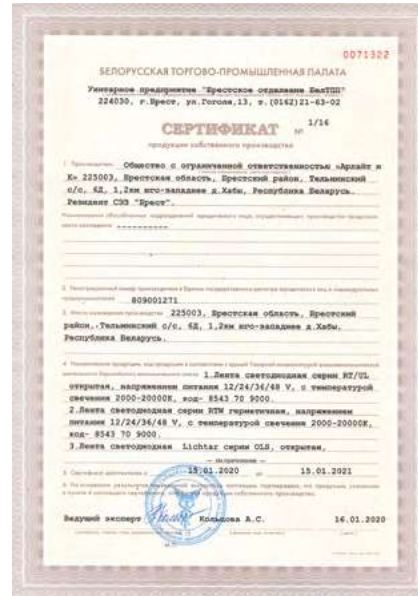 0071322
БЕЛОРУССКАЯ ТОРГОВО-ПРОМЫШЛЕННАЯ ПАЛАТА
Унитарное предприятие "Брестское отделение БелТПП"
224030, г.Брест, ул.Гоголя,13, т.(0162)21-63-02
СЕРТИФИКАТ № 1/16
продукции собственного производства
1. Производитель: Общество с ограниченной ответственностью «Арлайт и
К» 225003, Брестская область, Брестский район, Тельминский
с/с, 6Д, 1,2км юго-западнее д.Хабы, Республика Беларусь.
Резидент СЭЗ "Брест".
----------
809001271
225003, Брестская область, Брестский
район, Тельминский с/с, 6Д, 1,2км юго-западнее д.Хабы,
Республика Беларусь.
1.Лента светодиодная серии RT/UL
открытая, напряжением питания 12/24/36/48 V, с температурой
свечения 2000-20000К, код- 8543 70 9000.
2.Лента светодиодная серии RTW герметичная, напряжением
питания 12/24/36/48 V, с температурой свечения 2000-20000К,
код- 8543 70 9000.
3.Лента светодиодная Lichtar серии OLS, открытая,
15.01.2020 15.01.2021
Ведущий эксперт Кольцова А.С. 16.01.2020